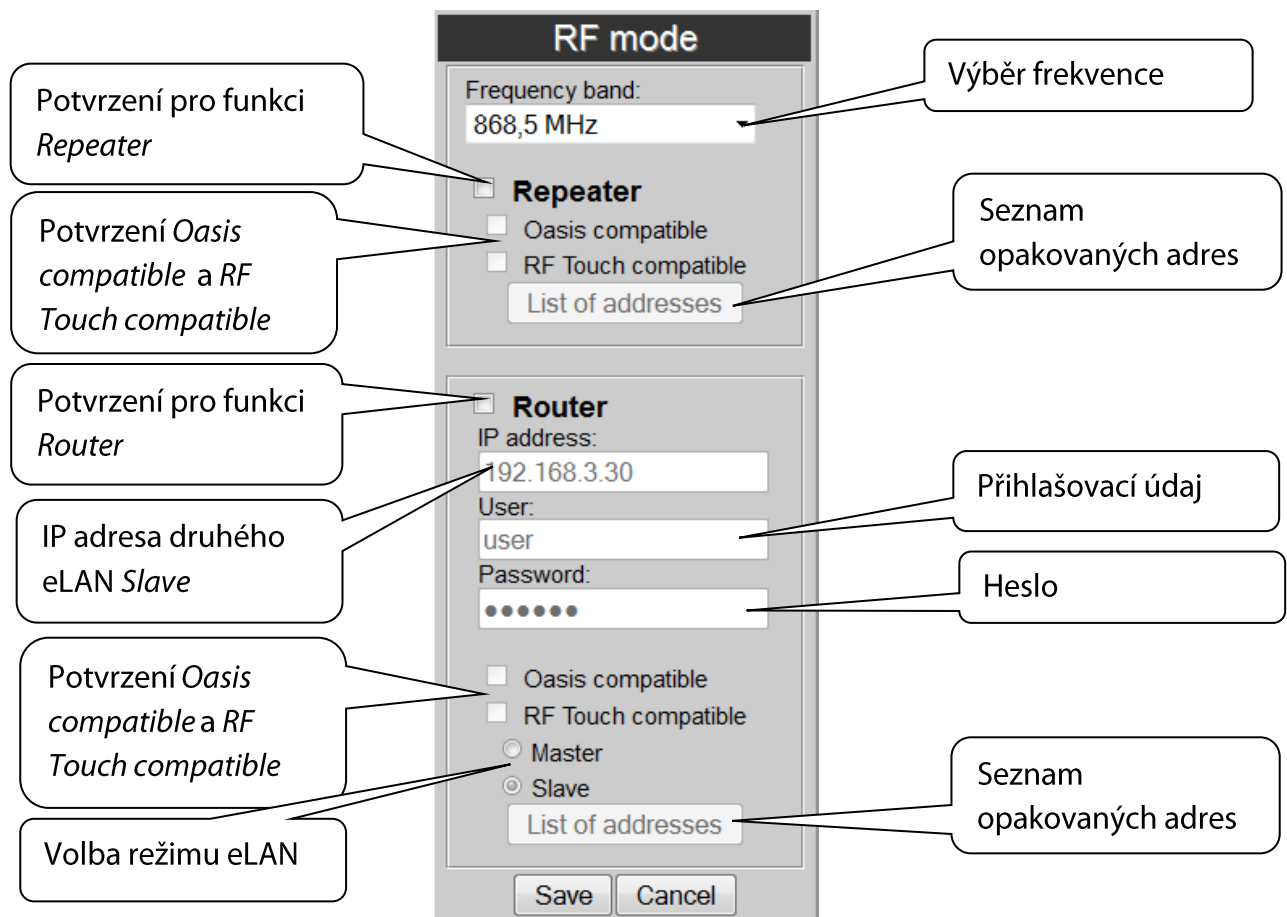 RF mode
Potvrzení pro funkci
Repeater
Frequency band:
868,5 MHz
Výběr frekvence
Repeater
Potvrzení Oasis
compatible a RF
Touch compatible
Oasis compatible
RF Touch compatible
List of addresses
Seznam
opakovaných adres
Potvrzení pro funkci
Router
Router
IP address:
192.168.3.30
IP adresa druhého
eLAN Slave
User:
user
Přihlašovací údaj
Password:
●●●●●●
Heslo
Potvrzení Oasis
compatible a RF
Touch compatible
Oasis compatible
RF Touch compatible
Master
Slave
Volba režimu eLAN
List of addresses
Seznam
opakovaných adres
Save Cancel